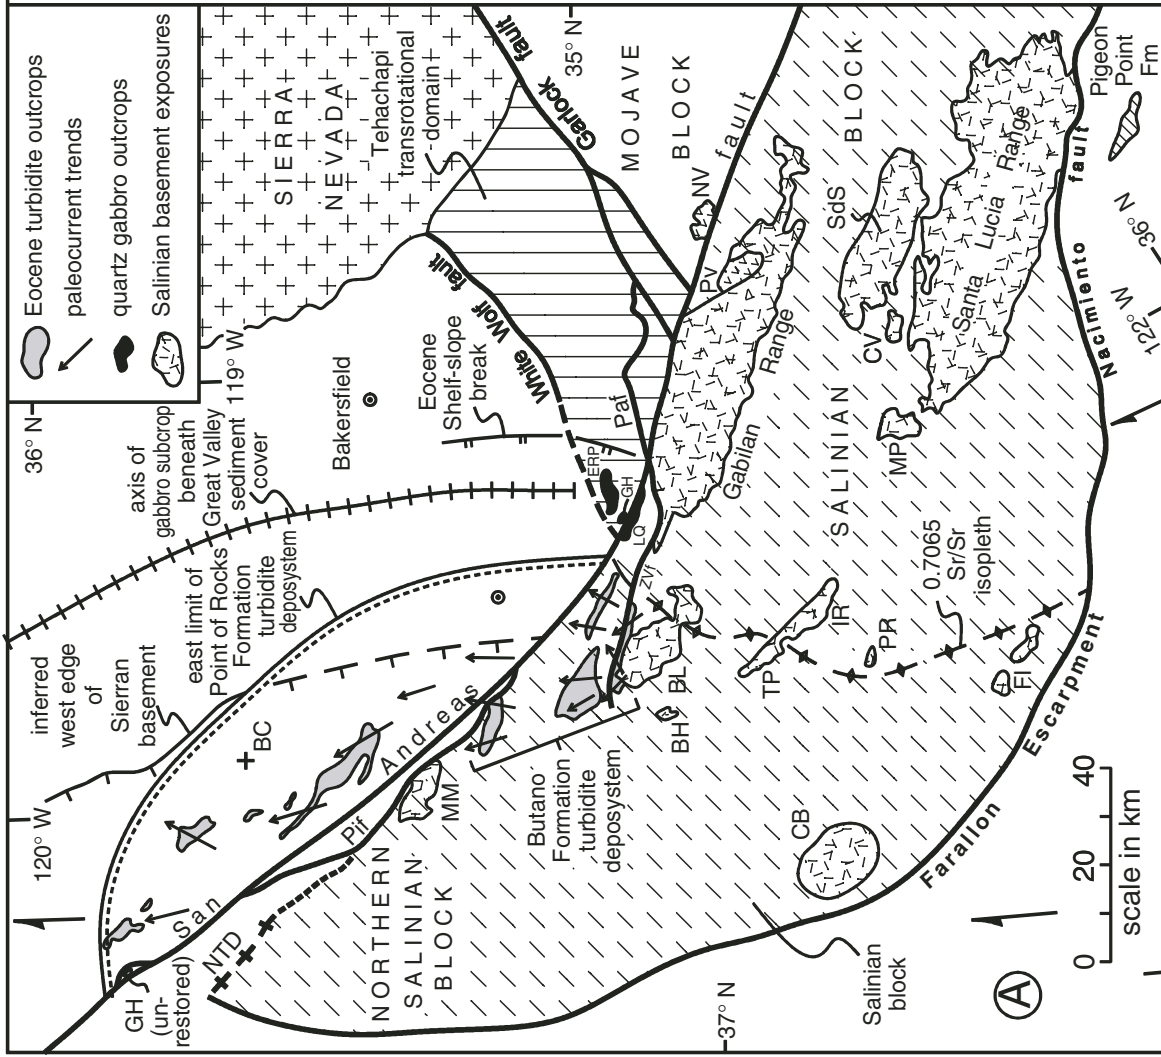 Eocene turbidite outcrops
paleocurrent trends
quartz gabbro outcrops
Salinian basement exposures
36° N
119° W
SIERRA
NEVADA
Tehachapi
transrotational
domain
Garlock fault
35° N
MOJAVE
BLOCK
axis of
gabbro subcrop
beneath
Great Valley
sediment
cover
Bakersfield
Eocene
Shelf-slope
break
White Wolf fault
inferred
west edge
of
Sierran
basement
east limit of
Point of Rocks
Formation
turbidite
deposystem
120° W
BC
San Andreas fault
GH
(un-
restored)
NTD
Pif
MM
ERP
GH
LQ
Paf
ZVf
NV
PV
Gabilan
Range
NORTHERN
SALINIAN
BLOCK
Butano
Formation
turbidite
deposystem
BL
BH
TP
IR
PR
FI
0.7065
Sr/Sr
isopleth
SALINIAN
BLOCK
SdS
CV
MP
Santa
Lucia
Range
Pigeon
Point
Fm
Nacimiento fault
36° N
122° W
CB
Farallon Escarpment
Salinian
block
37° N
A
0 20 40
scale in km